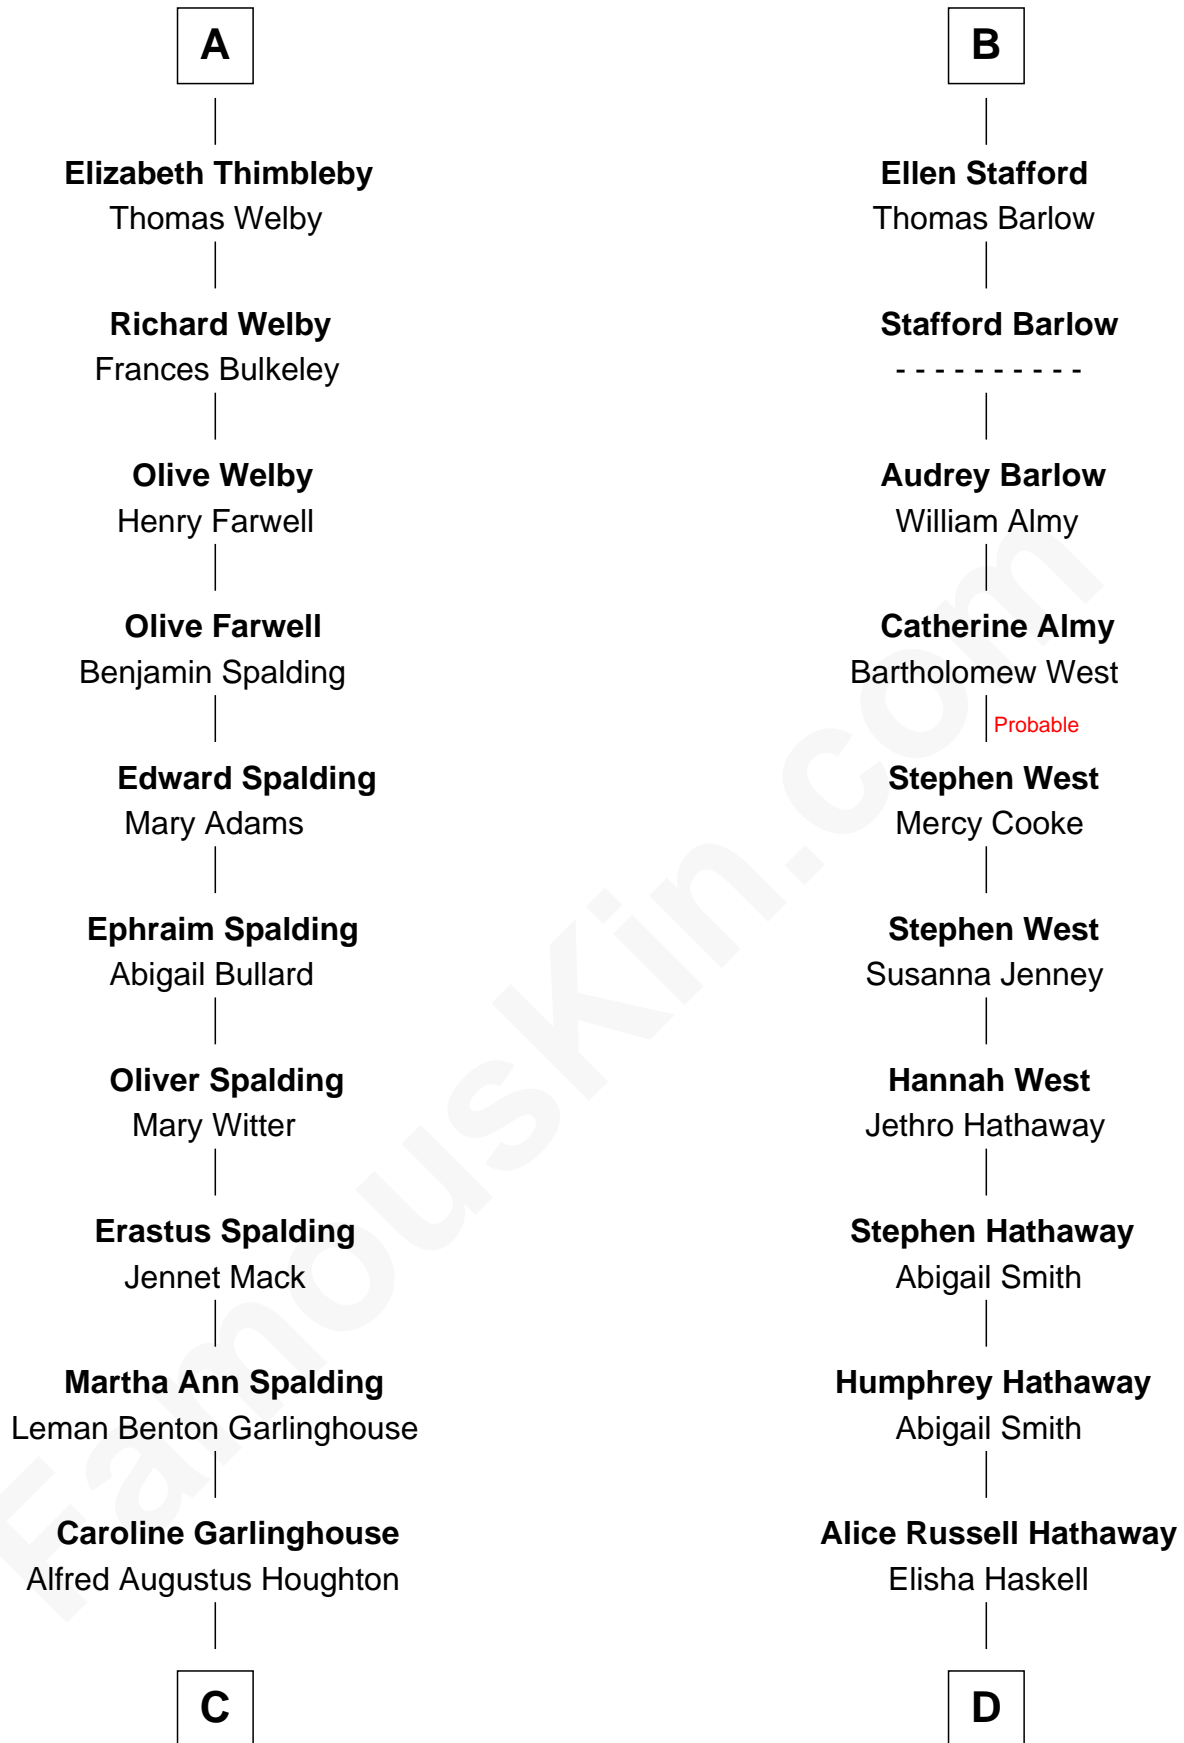 A
Elizabeth Thimbleby
Thomas Welby
Richard Welby
Frances Bulkeley
Olive Welby
Henry Farwell
Olive Farwell
Benjamin Spalding
Edward Spalding
Mary Adams
Ephraim Spalding
Abigail Bullard
Oliver Spalding
Mary Witter
Erastus Spalding
Jennet Mack
Martha Ann Spalding
Leman Benton Garlinghouse
Caroline Garlinghouse
Alfred Augustus Houghton
C
B
Ellen Stafford
Thomas Barlow
Stafford Barlow
- - - - - - - - - -
Audrey Barlow
William Almy
Catherine Almy
Bartholomew West
Probable
Stephen West
Mercy Cooke
Stephen West
Susanna Jenney
Hannah West
Jethro Hathaway
Stephen Hathaway
Abigail Smith
Humphrey Hathaway
Abigail Smith
Alice Russell Hathaway
Elisha Haskell
D
FamousKin.com